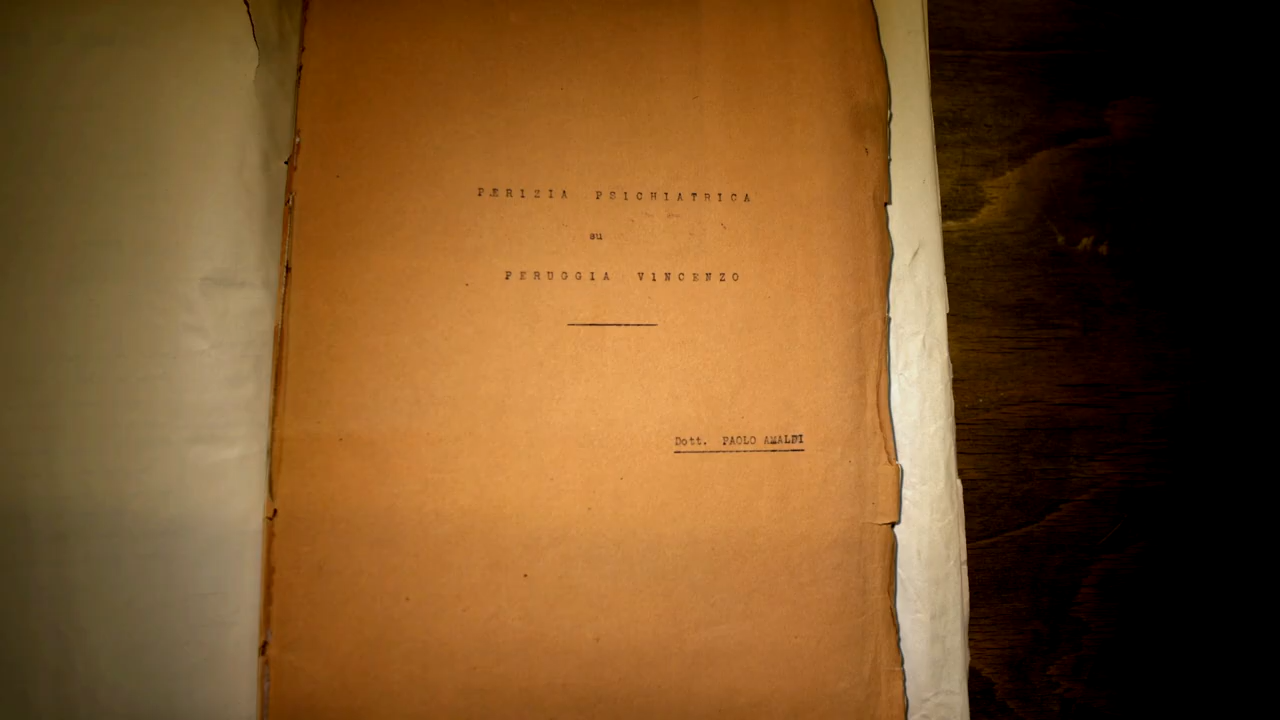 PERIZIA PSICHIATRICA
su
PERUGGIA VINCENZO
Dott. PAOLO AMALDI